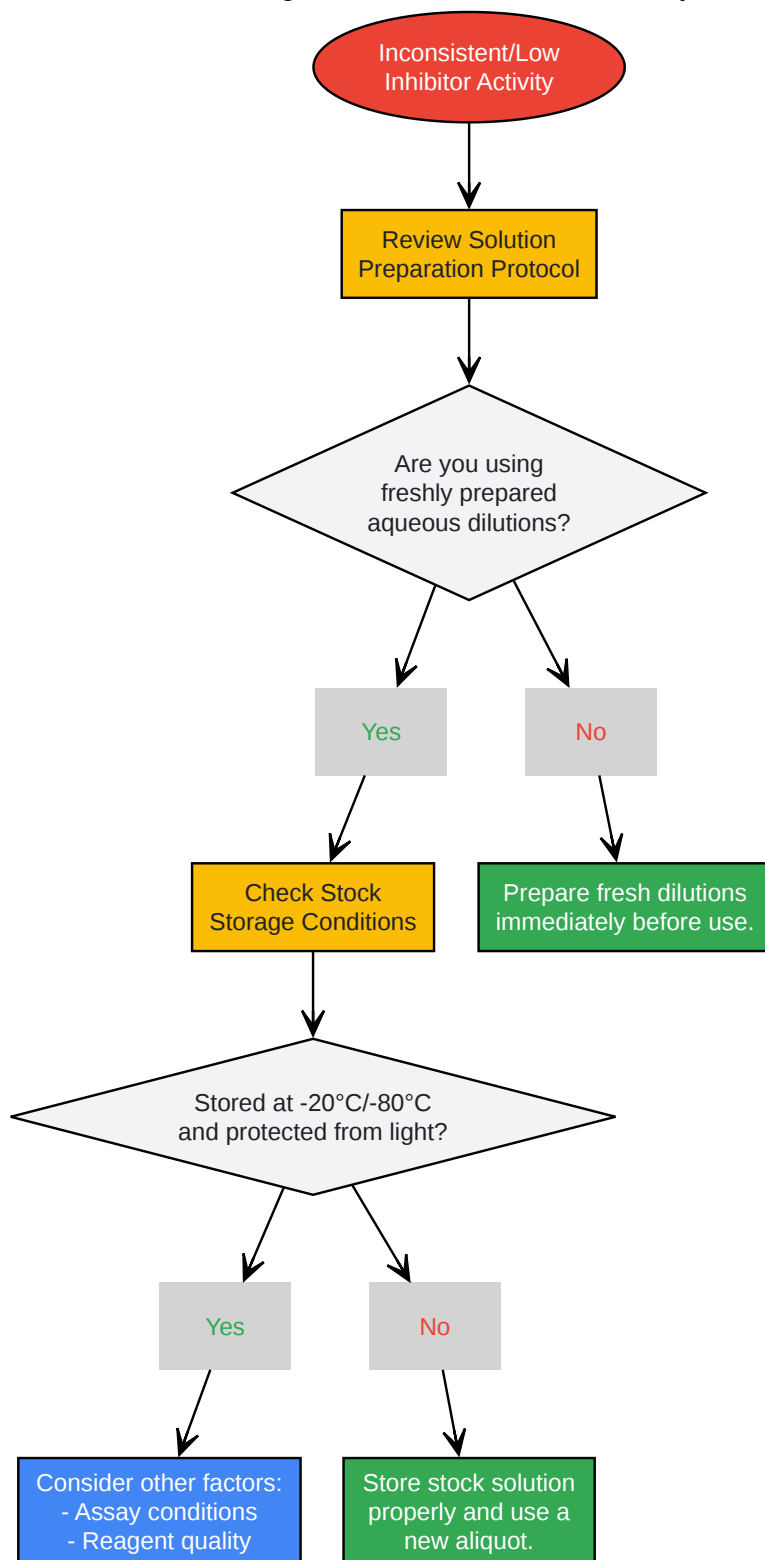 Inconsistent/Low
Inhibitor Activity
Review Solution
Preparation Protocol
Are you using
freshly prepared
aqueous dilutions?
Yes
No
Check Stock
Storage Conditions
Prepare fresh dilutions
immediately before use.
Stored at -20°C/-80°C
and protected from light?
Yes
No
Consider other factors:
- Assay conditions
- Reagent quality
Store stock solution
properly and use a
new aliquot.